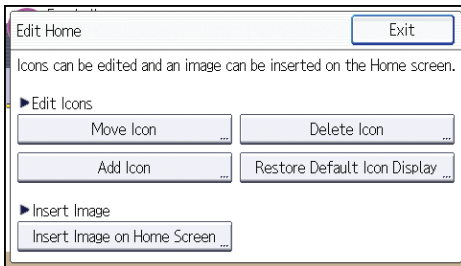 Edit Home
Exit
Icons can be edited and an image can be inserted on the Home screen.
►Edit Icons
Move Icon ...
Delete Icon ...
Add Icon ...
Restore Default Icon Display ...
►Insert Image
Insert Image on Home Screen ...